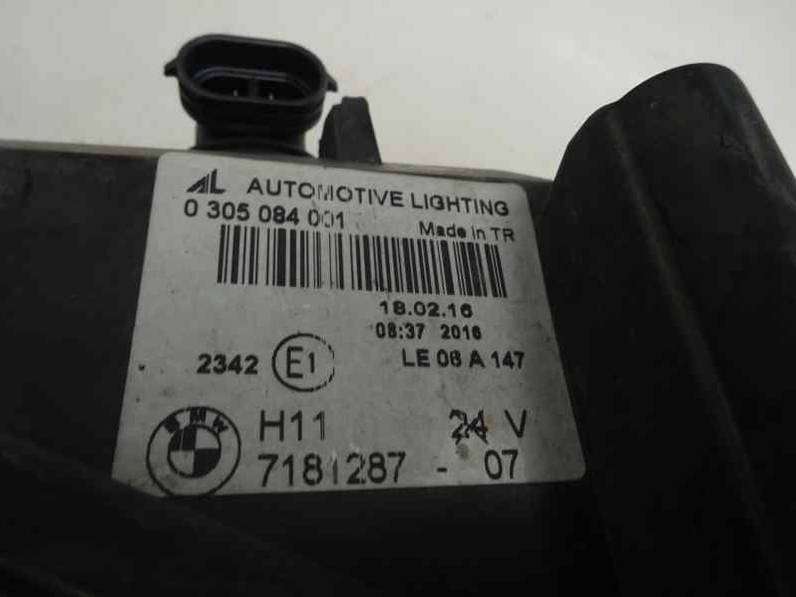 AL AUTOMOTIVE LIGHTING
0 305 084 001
Made in TR
18.02.16
08:37 2016
2342 E1 LE 06 A 147
BMW
H11 24 V
7181287 - 07